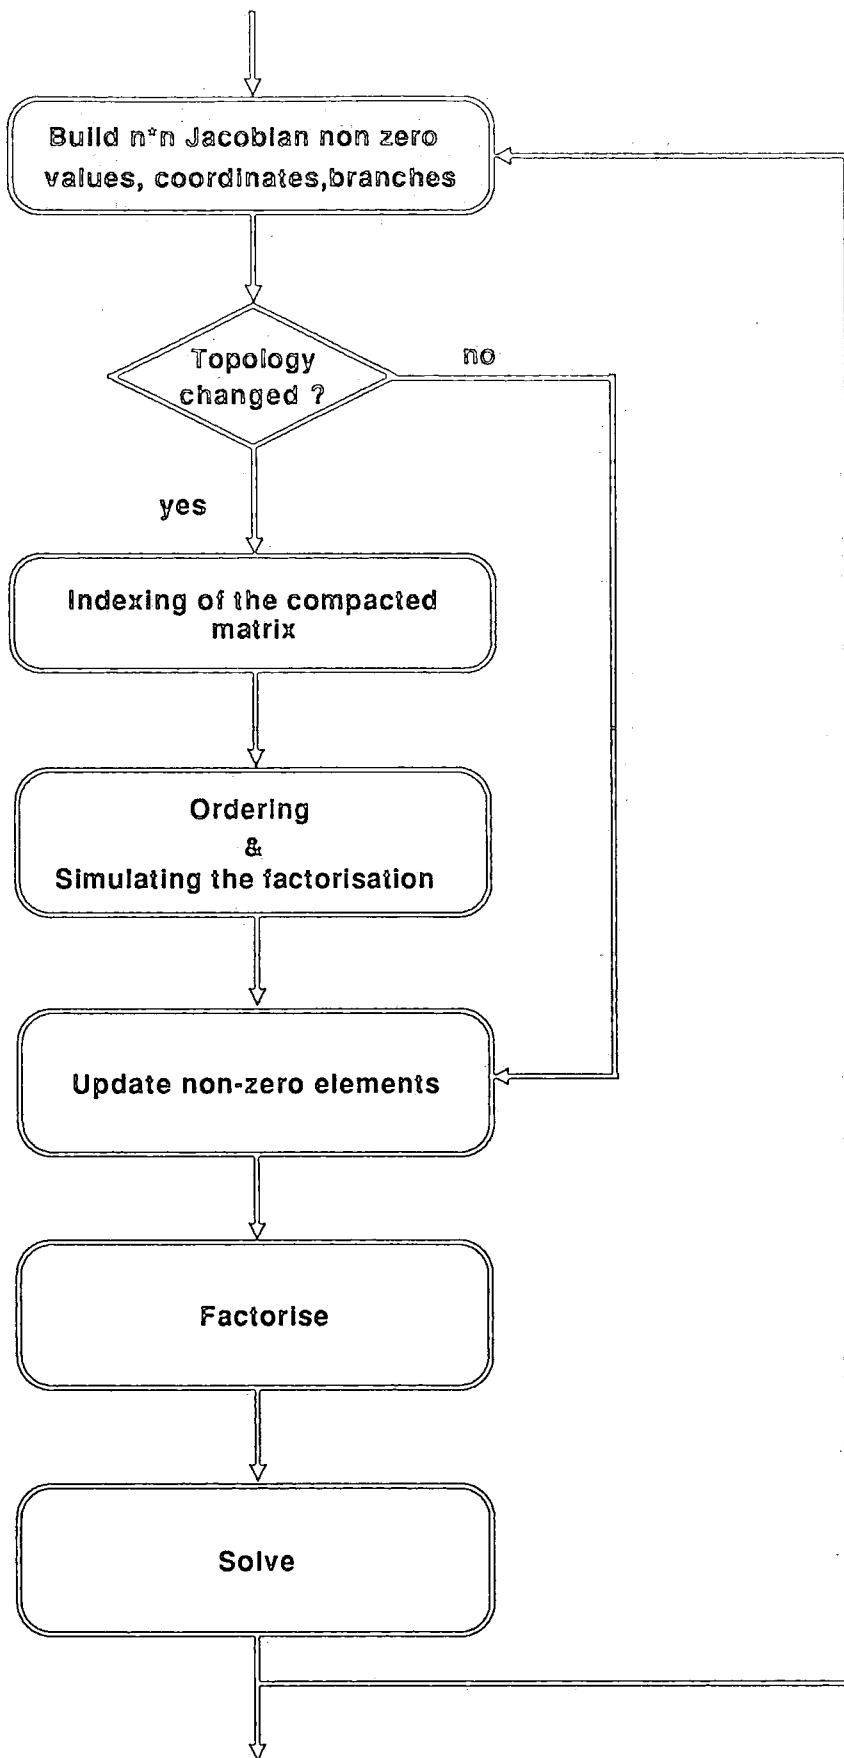 Build n*n Jacobian non zero
values, coordinates,branches
Topology
changed ?
no
yes
Indexing of the compacted
matrix
Ordering
&
Simulating the factorisation
Update non-zero elements
Factorise
Solve